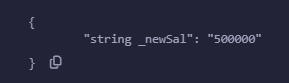 {
"string _newSal": "500000"
}